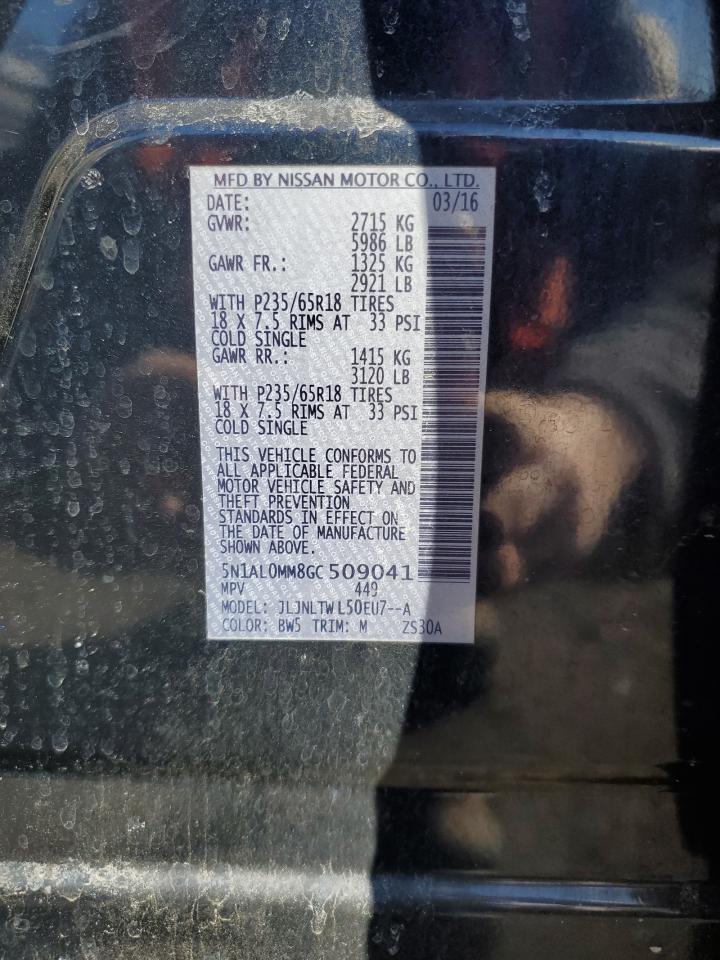 MFD BY NISSAN MOTOR CO., LTD.
DATE: 03/16
GVWR: 2715 KG
5986 LB
GAWR FR.: 1325 KG
2921 LB
WITH P235/65R18 TIRES
18 X 7.5 RIMS AT 33 PSI
COLD SINGLE
GAWR RR.: 1415 KG
3120 LB
WITH P235/65R18 TIRES
18 X 7.5 RIMS AT 33 PSI
COLD SINGLE
THIS VEHICLE CONFORMS TO
ALL APPLICABLE FEDERAL
MOTOR VEHICLE SAFETY AND
THEFT PREVENTION
STANDARDS IN EFFECT ON
THE DATE OF MANUFACTURE
SHOWN ABOVE.
5N1AL0MM8GC 509041
MPV 449
MODEL: JLJNLTW L50EU7--A
COLOR: BW5 TRIM: M ZS30A